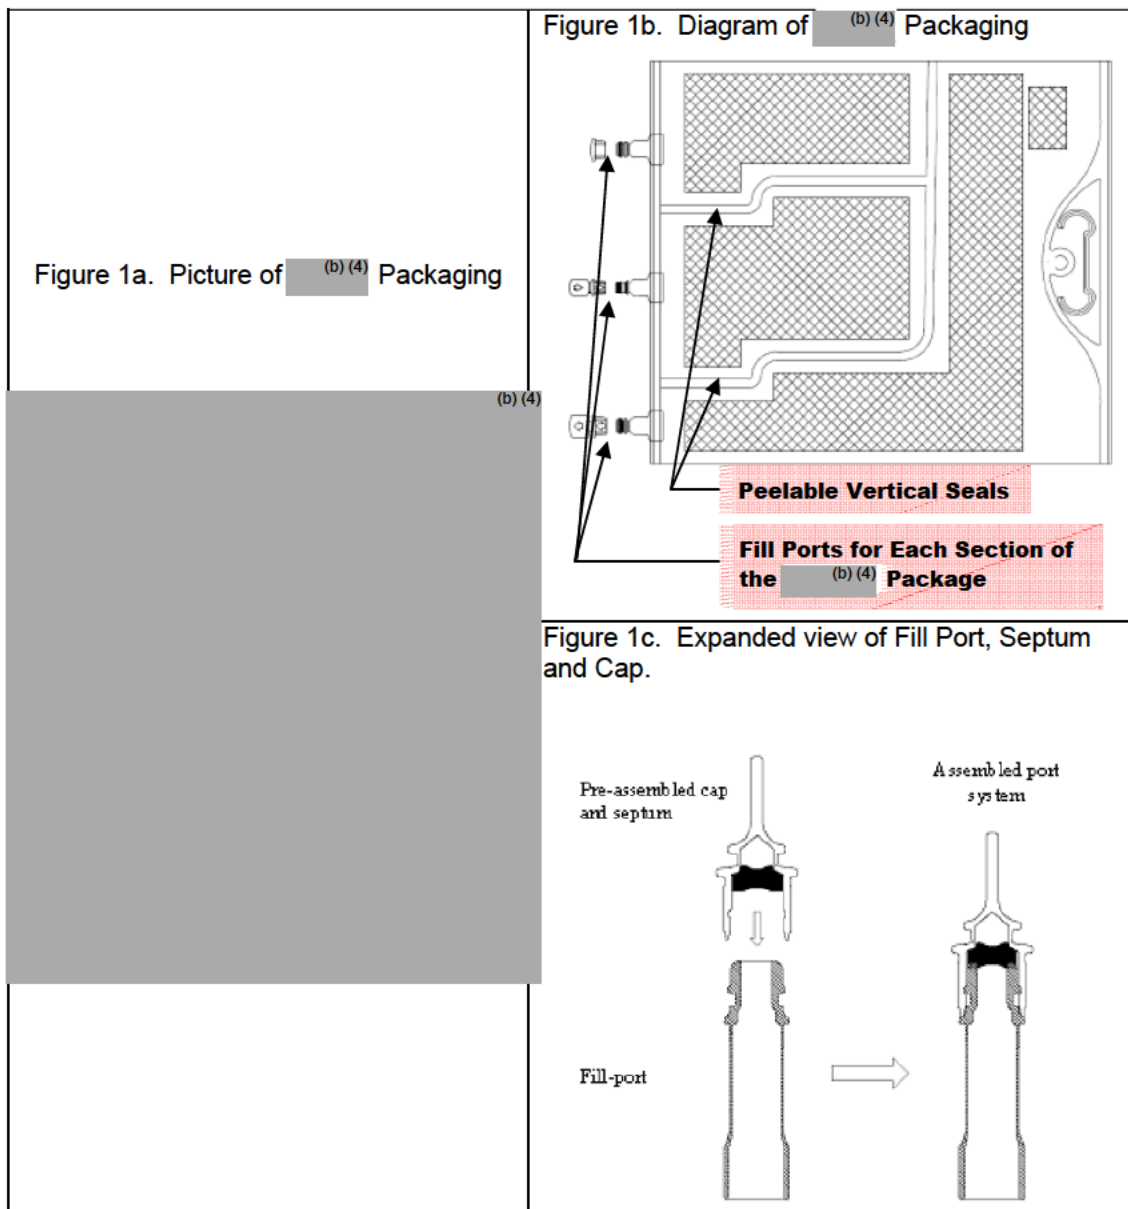 Figure 1a. Picture of (b) (4) Packaging
(b) (4)
Figure 1b. Diagram of (b) (4) Packaging
Peelable Vertical Seals
Fill Ports for Each Section of
the (b) (4) Package
Figure 1c. Expanded view of Fill Port, Septum
and Cap.
Pre-assembled cap
and septum
Assembled port
system
Fill-port